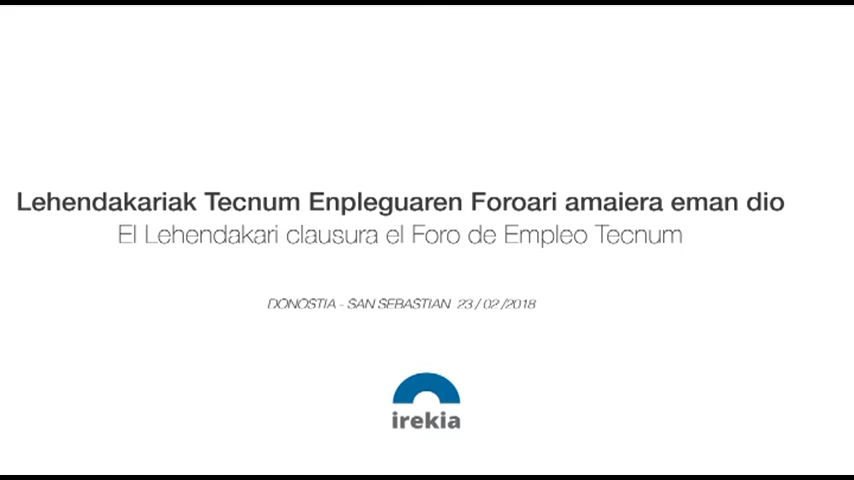 Lehendakariak Tecnum Enpleguaren Foroari amaiera eman dio
El Lehendakari clausura el Foro de Empleo Tecnum
DONOSTIA - SAN SEBASTIAN 23 / 02 /2018
irekia